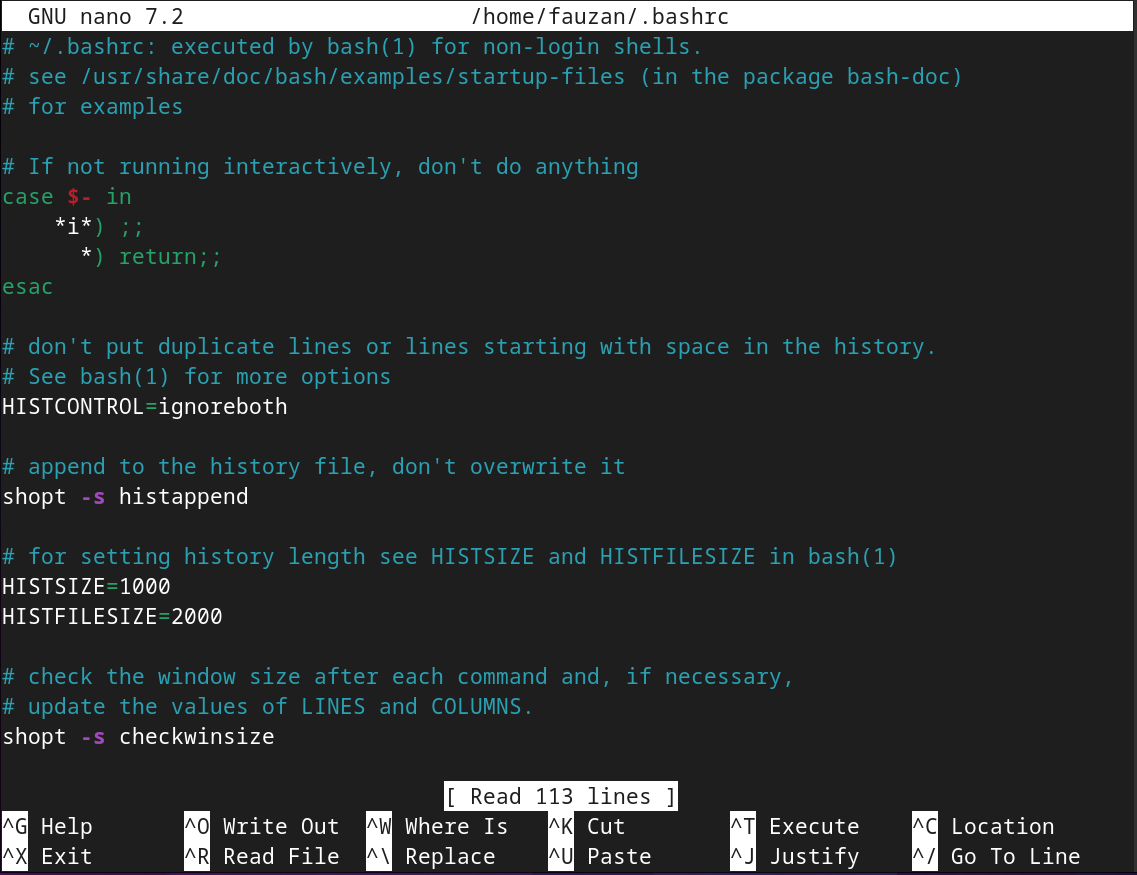 GNU nano 7.2 /home/fauzan/.bashrc
# ~/.bashrc: executed by bash(1) for non-login shells.
# see /usr/share/doc/bash/examples/startup-files (in the package bash-doc)
# for examples

# If not running interactively, don't do anything
case $- in
    *i*) ;;
      *) return;;
esac

# don't put duplicate lines or lines starting with space in the history.
# See bash(1) for more options
HISTCONTROL=ignoreboth

# append to the history file, don't overwrite it
shopt -s histappend

# for setting history length see HISTSIZE and HISTFILESIZE in bash(1)
HISTSIZE=1000
HISTFILESIZE=2000

# check the window size after each command and, if necessary,
# update the values of LINES and COLUMNS.
shopt -s checkwinsize

[ Read 113 lines ]
^G Help ^O Write Out ^W Where Is ^K Cut ^T Execute ^C Location
^X Exit ^R Read File ^\ Replace ^U Paste ^J Justify ^/ Go To Line